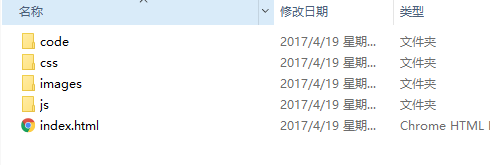 名称 修改日期 类型
code 2017/4/19 星期... 文件夹
css 2017/4/19 星期... 文件夹
images 2017/4/19 星期... 文件夹
js 2017/4/19 星期... 文件夹
index.html 2017/4/19 星期... Chrome HTML